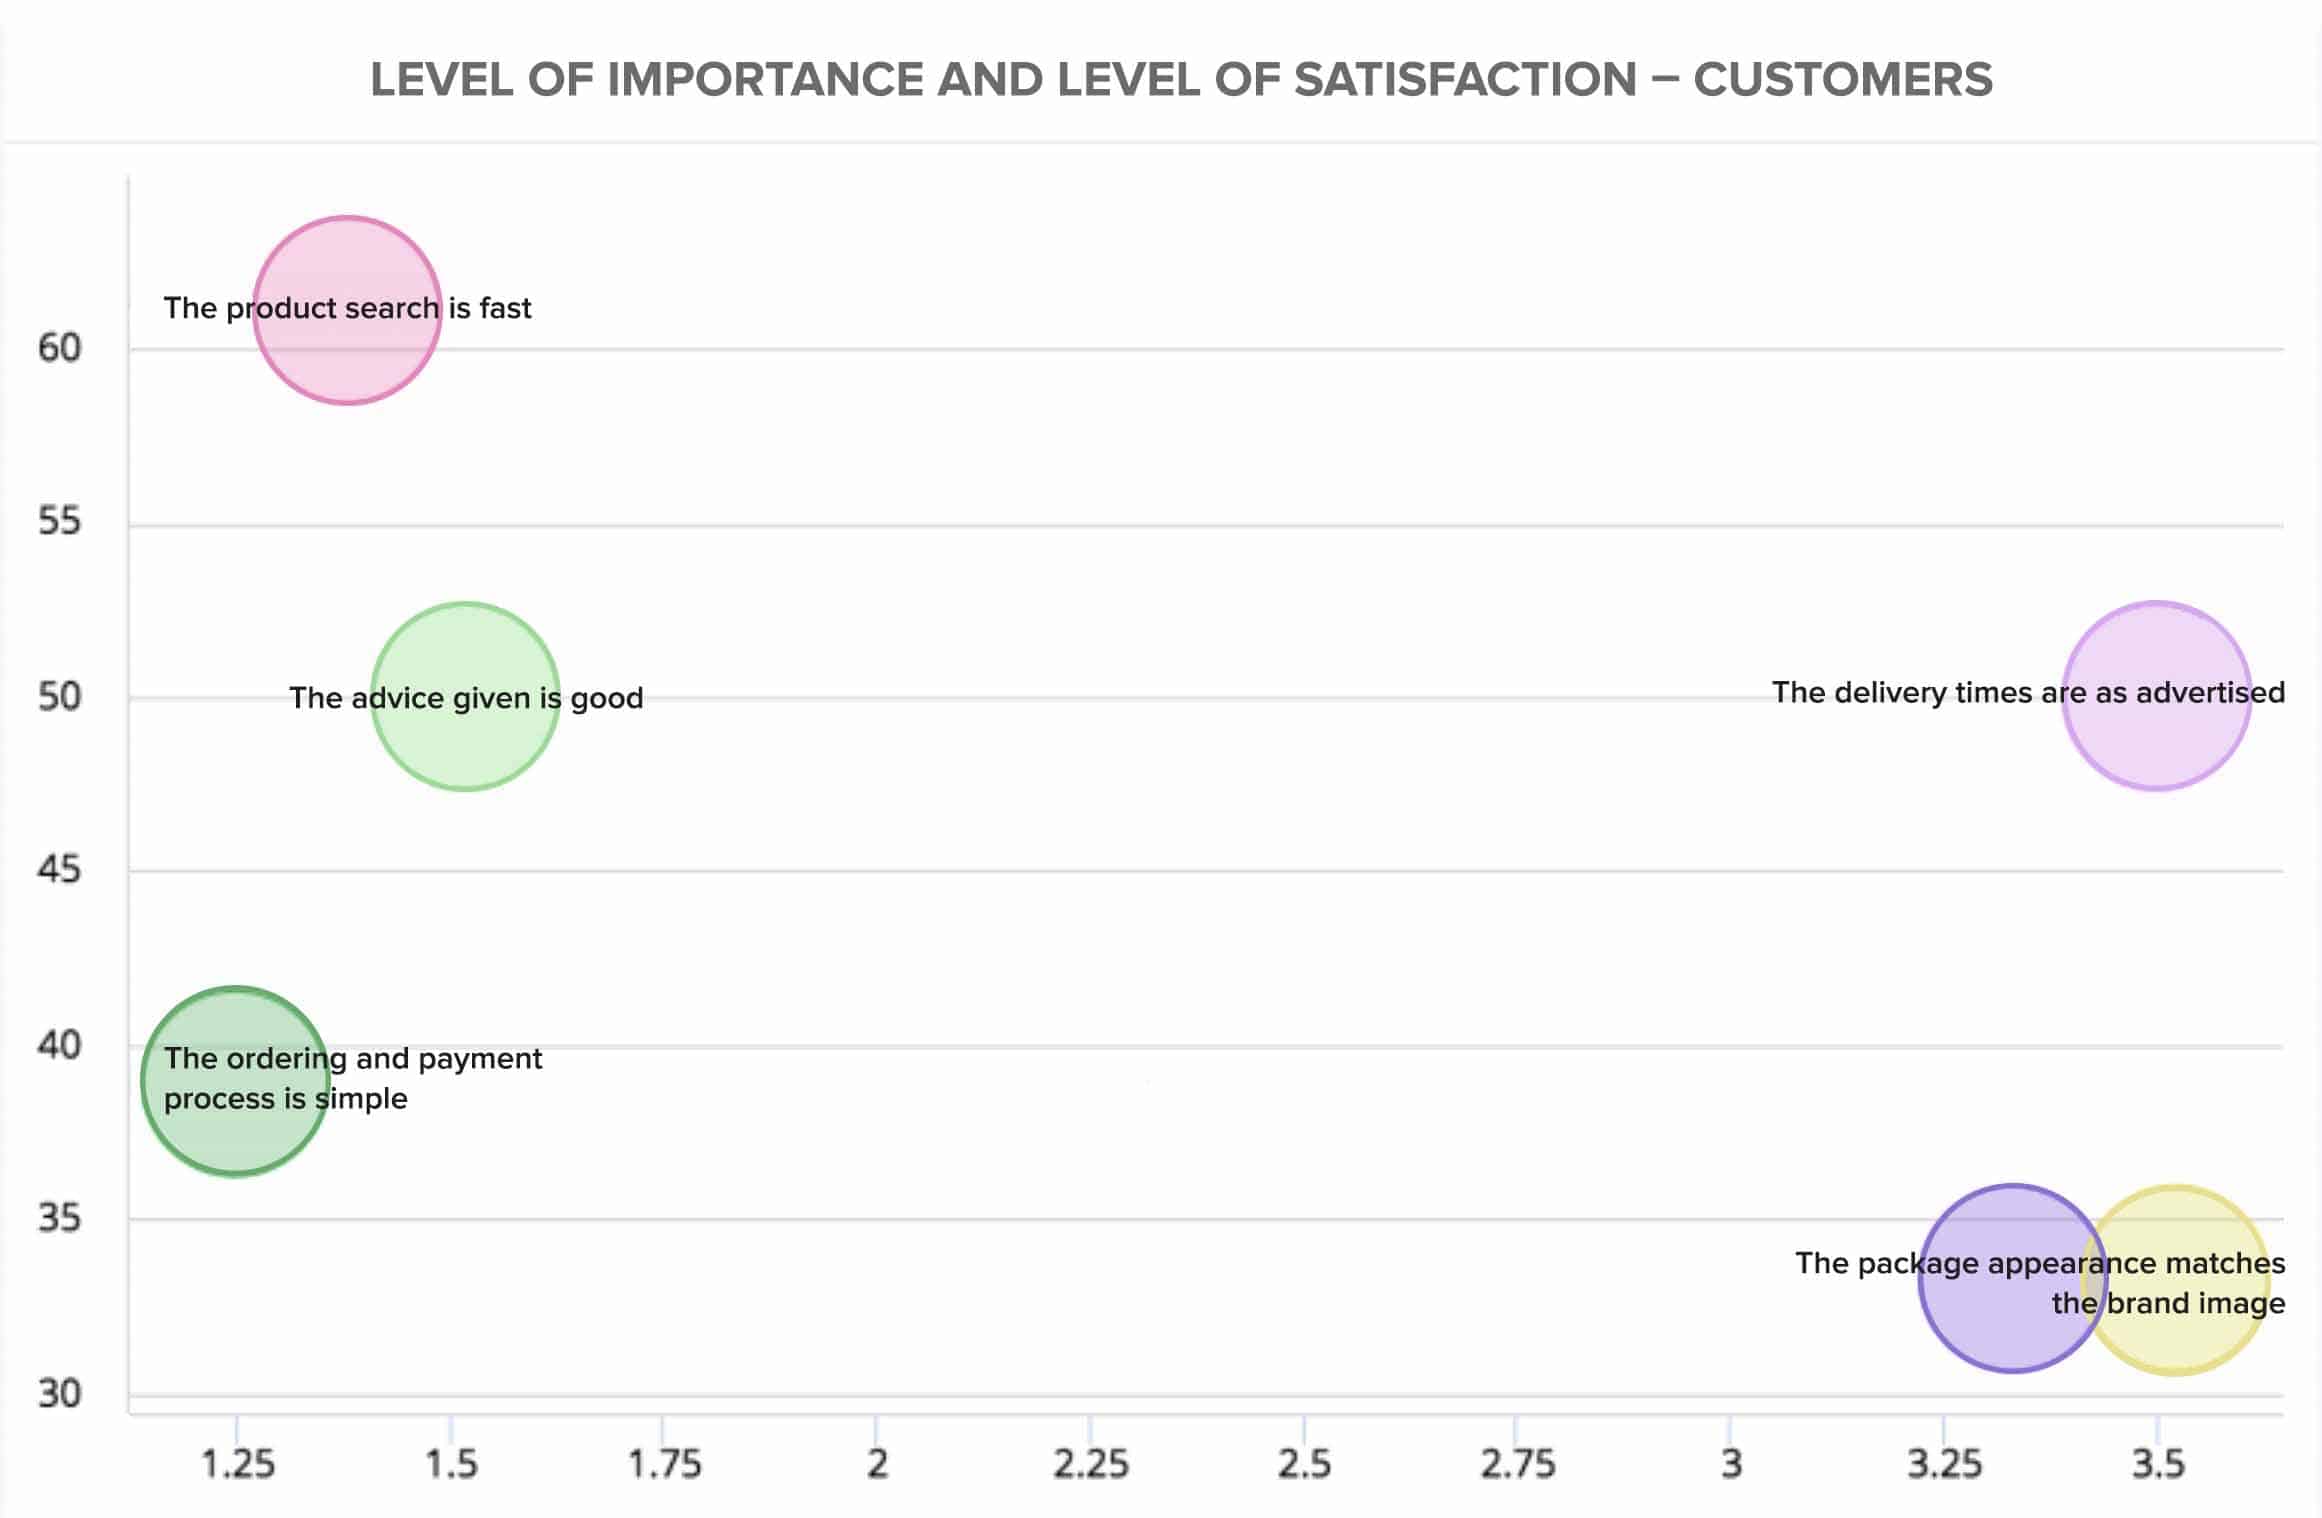 LEVEL OF IMPORTANCE AND LEVEL OF SATISFACTION – CUSTOMERS
The product search is fast
60
55
The advice given is good
The delivery times are as advertised
50
45
40
The ordering and payment
process is simple
35
The package appearance matches
the brand image
30
1.25 1.5 1.75 2 2.25 2.5 2.75 3 3.25 3.5